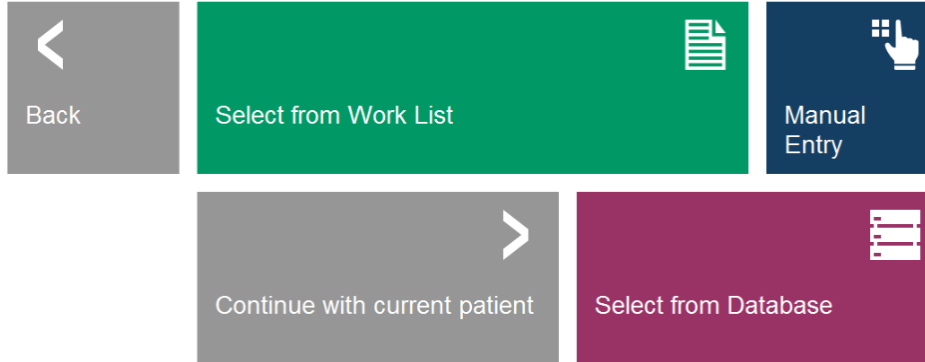 Back
Select from Work List
Manual
Entry
Continue with current patient
Select from Database